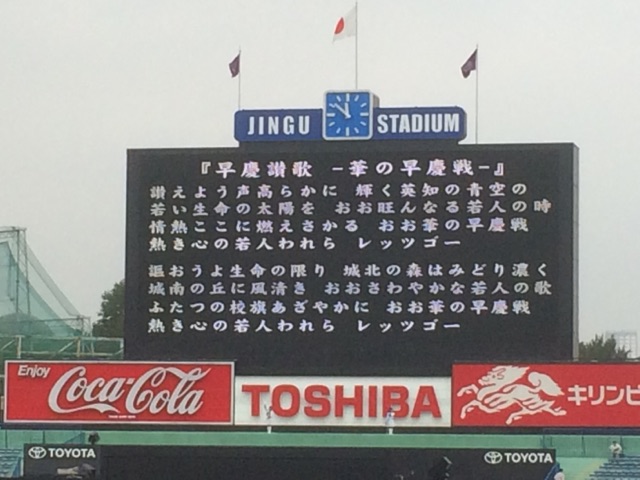 JINGU STADIUM
『早慶讃歌 -華の早慶戦-』
讃えよう声高らかに 輝く英知の青空の
若い生命の太陽を おお旺んなる若人の時
情熱ここに燃えさかる おお華の早慶戦
熱き心の若人われら レッツゴー
謳おうよ生命の限り 城北の森はみどり濃く
城南の丘に風清き おおさわやかな若人の歌
ふたつの校旗あざやかに おお華の早慶戦
熱き心の若人われら レッツゴー
Enjoy
Coca-Cola
TOSHIBA
キリンビ
TOYOTA
TOYOTA